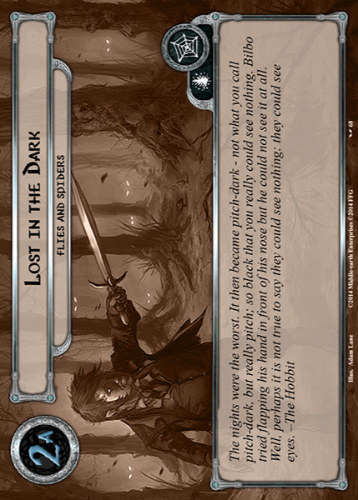 2A
Lost in the Dark
Flies and Spiders
The nights were the worst. It then became pitch-dark - not what you call
pitch-dark, but really pitch; so black that you really could see nothing. Bilbo
tried flapping his hand in front of his nose but he could not see it at all.
Well, perhaps it is not true to say they could see nothing: they could see
eyes. –The Hobbit
Illus. Adam Lane ©2014 Middle-earth Enterprises ©2014 FFG 68